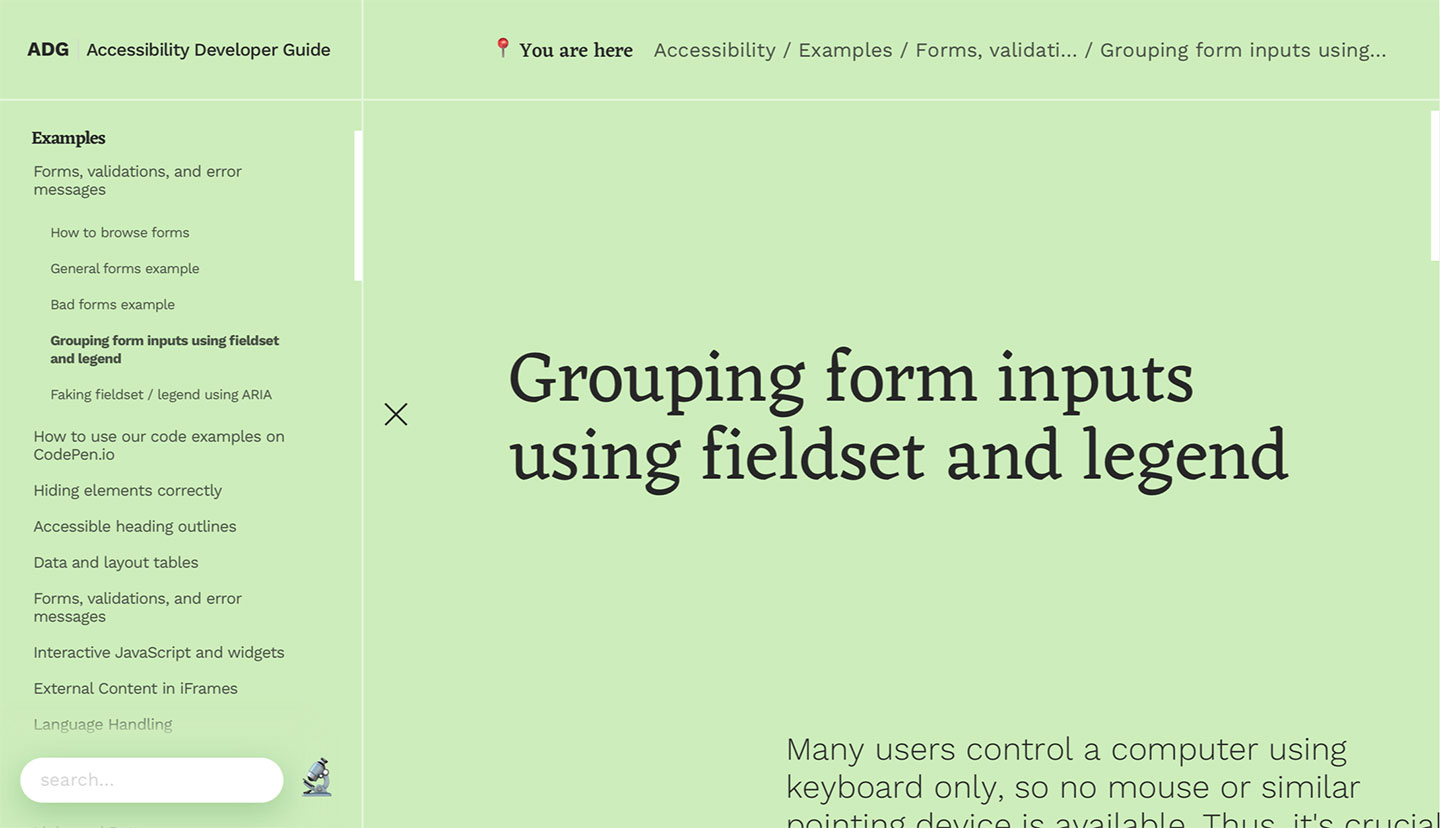 ADG Accessibility Developer Guide
You are here Accessibility / Examples / Forms, validati... / Grouping form inputs using...
Examples
Forms, validations, and error
messages
How to browse forms
General forms example
Bad forms example
Grouping form inputs using fieldset
and legend
Faking fieldset / legend using ARIA
How to use our code examples on
CodePen.io
Hiding elements correctly
Accessible heading outlines
Data and layout tables
Forms, validations, and error
messages
Interactive JavaScript and widgets
External Content in iFrames
Language Handling
search...
Grouping form inputs
using fieldset and legend
Many users control a computer using
keyboard only, so no mouse or similar
pointing device is available. Thus, it's crucial